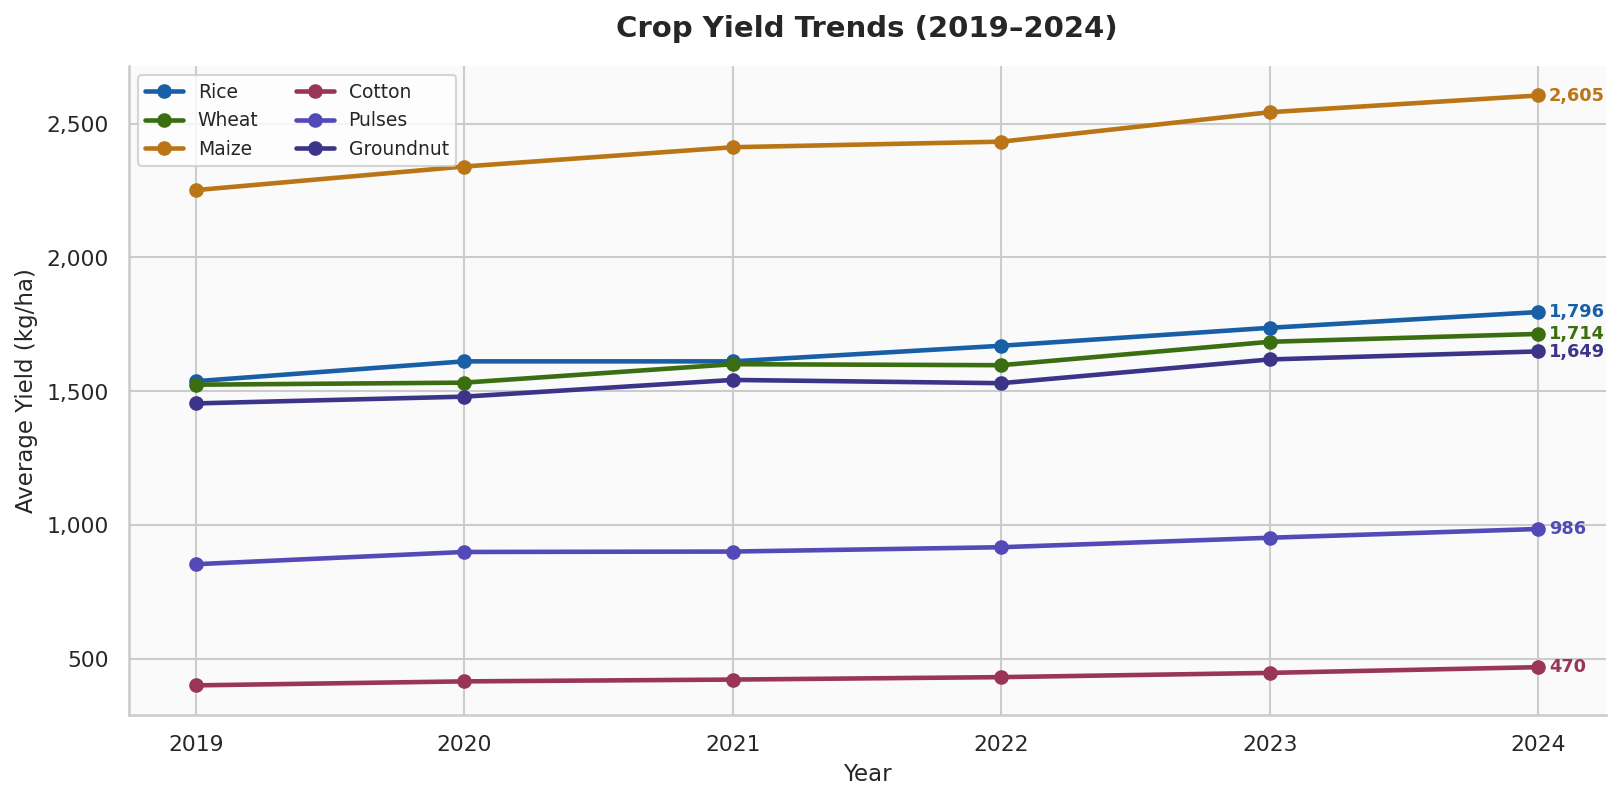 Crop Yield Trends (2019–2024)
Rice
Wheat
Maize
Cotton
Pulses
Groundnut
Average Yield (kg/ha)
2,500
2,000
1,500
1,000
500
2,605
1,796
1,714
1,649
986
470
2019 2020 2021 2022 2023 2024
Year